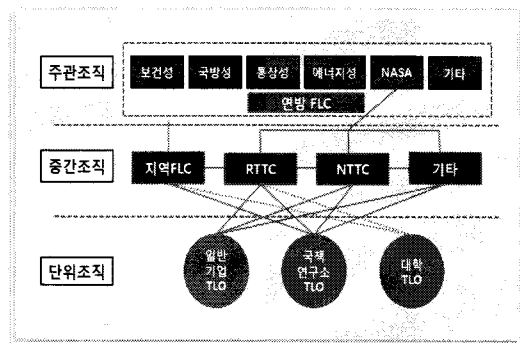 주관조직
보건성 국방성 통상성 에너지성 NASA 기타
연방 FLC
중간조직
지역FLC RTTC NTTC 기타
단위조직
일반
기업
TLO
국책
연구소
TLO
대학
TLO